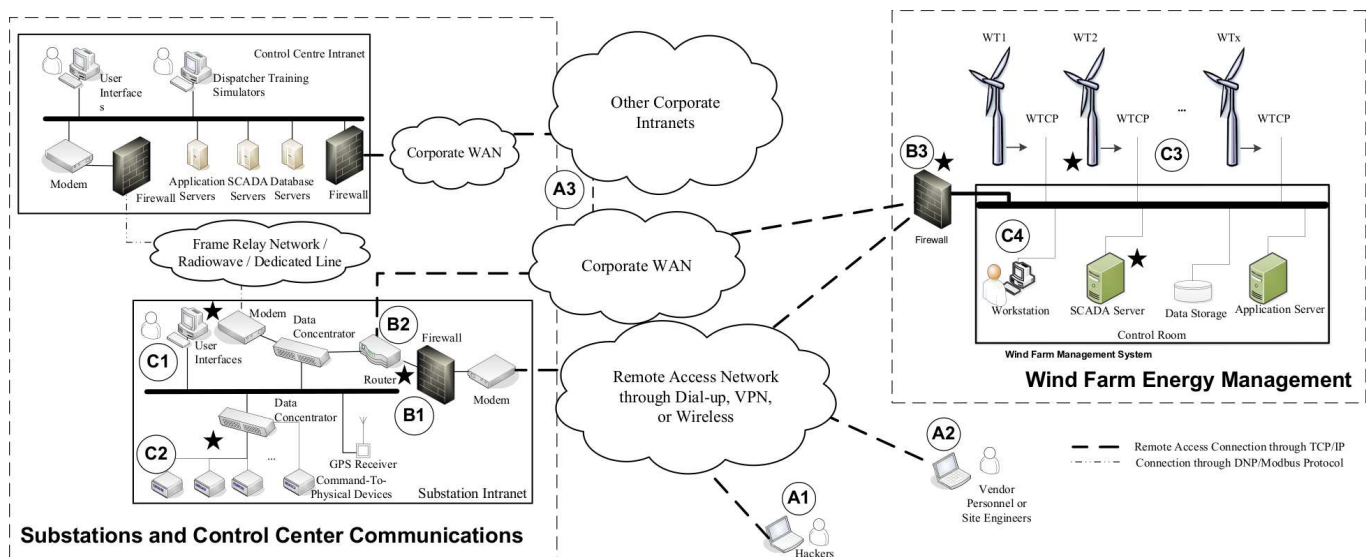 Control Centre Intranet
User
Interface
s
Dispatcher Training
Simulators
Modem
Firewall
Application
Servers
SCADA
Servers
Database
Servers
Firewall
Corporate WAN
Other Corporate
Intranets
A3
Frame Relay Network /
Radiowave / Dedicated Line
Corporate WAN
Modem
Data
Concentrator
B2
Firewall
C1
User
Interfaces
Router
B1
Modem
Data
Concentrator
C2
...
GPS Receiver
Command-To-
Physical Devices
Substation Intranet
Substations and Control Center Communications
Remote Access Network
through Dial-up, VPN,
or Wireless
A1
Hackers
A2
Vendor
Personnel or
Site Engineers
WT1
WT2
WTx
...
WTCP
WTCP
C3
WTCP
B3
Firewall
C4
Workstation
SCADA Server
Data Storage
Application Server
Control Room
Wind Farm Management System
Wind Farm Energy Management
Remote Access Connection through TCP/IP
Connection through DNP/Modbus Protocol